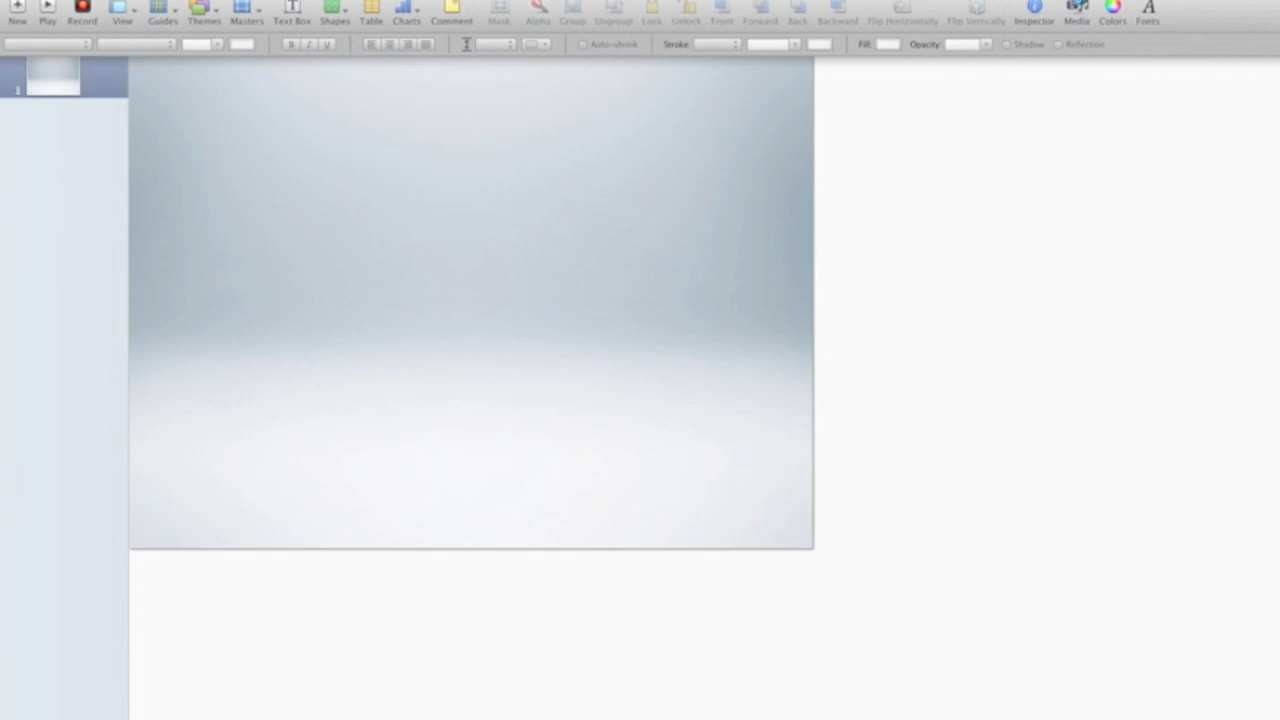 New Play Record View Guides Themes Masters Text Box Shapes Table Charts Comment Mask Alpha Group Ungroup Lock Unlock Front Forward Back Backward Flip Horizontally Flip Vertically Inspector Media Colors Fonts
B I U Auto-shrink Stroke: Fill: Opacity Shadow Reflection
1